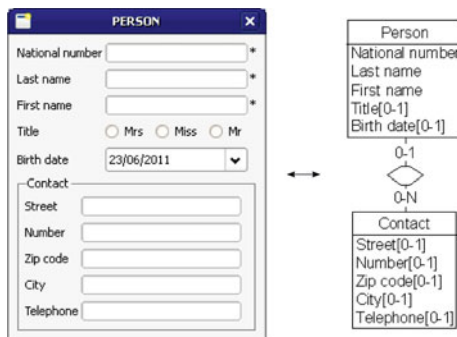 PERSON
National number *
Last name *
First name *
Title Mrs Miss Mr
Birth date 23/06/2011
Contact
Street
Number
Zip code
City
Telephone
Person
National number
Last name
First name
Title[0-1]
Birth date[0-1]
0-1
0-N
Contact
Street[0-1]
Number[0-1]
Zip code[0-1]
City[0-1]
Telephone[0-1]